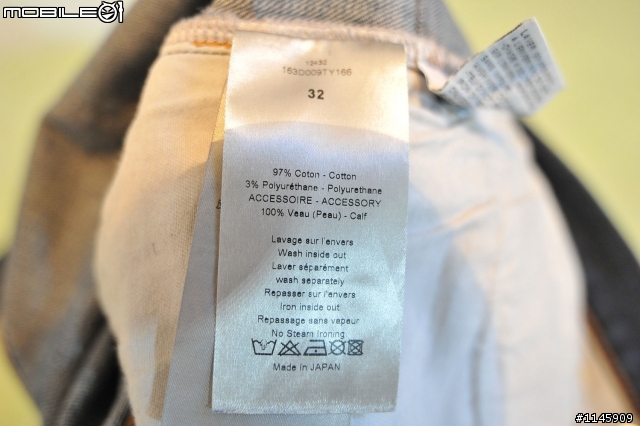 MOBILE01
13432
163D009TY166
32
97% Coton - Cotton
3% Polyuréthane - Polyurethane
ACCESSOIRE - ACCESSORY
100% Veau (Peau) - Calf
Lavage sur l'envers
Wash inside out
Laver séparément
wash separately
Repasser sur l'envers
Iron inside out
Repassage sans vapeur
No Steam Ironing
Made in JAPAN
#1145909